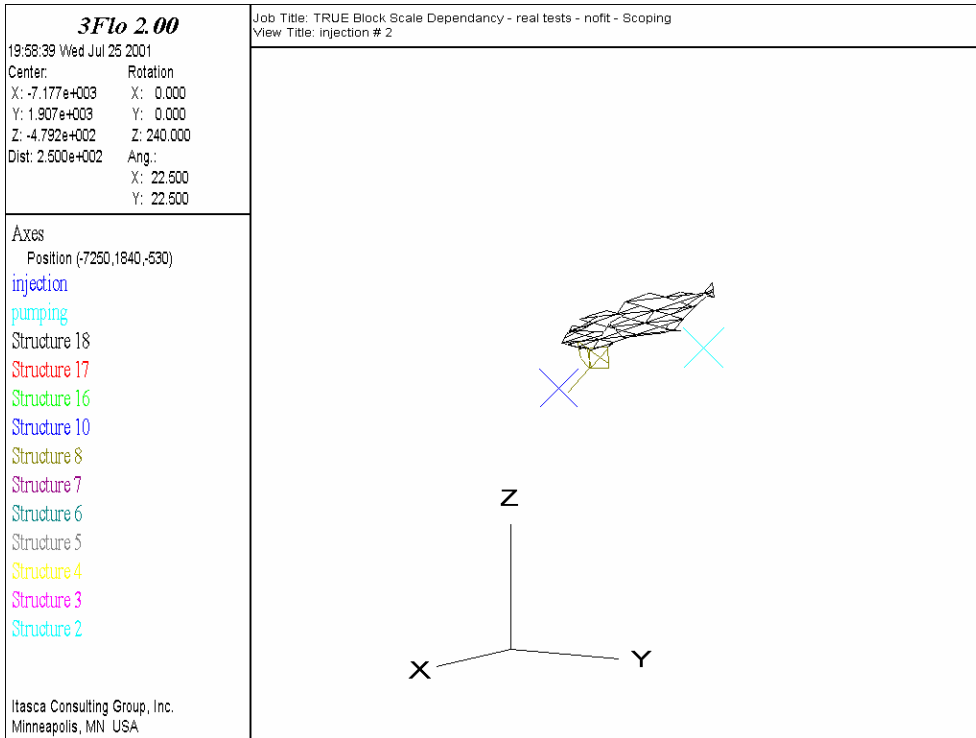 3Flo 2.00
19:58:39 Wed Jul 25 2001
Center: Rotation
X: -7.177e+003 X: 0.000
Y: 1.907e+003 Y: 0.000
Z: -4.792e+002 Z: 240.000
Dist: 2.500e+002 Ang.:
X: 22.500
Y: 22.500
Job Title: TRUE Block Scale Dependancy - real tests - nofit - Scoping
View Title: injection # 2
Axes
Position (-7250,1840,-530)
injection
pumping
Structure 18
Structure 17
Structure 16
Structure 10
Structure 8
Structure 7
Structure 6
Structure 5
Structure 4
Structure 3
Structure 2
Itasca Consulting Group, Inc.
Minneapolis, MN USA
Z
X
Y